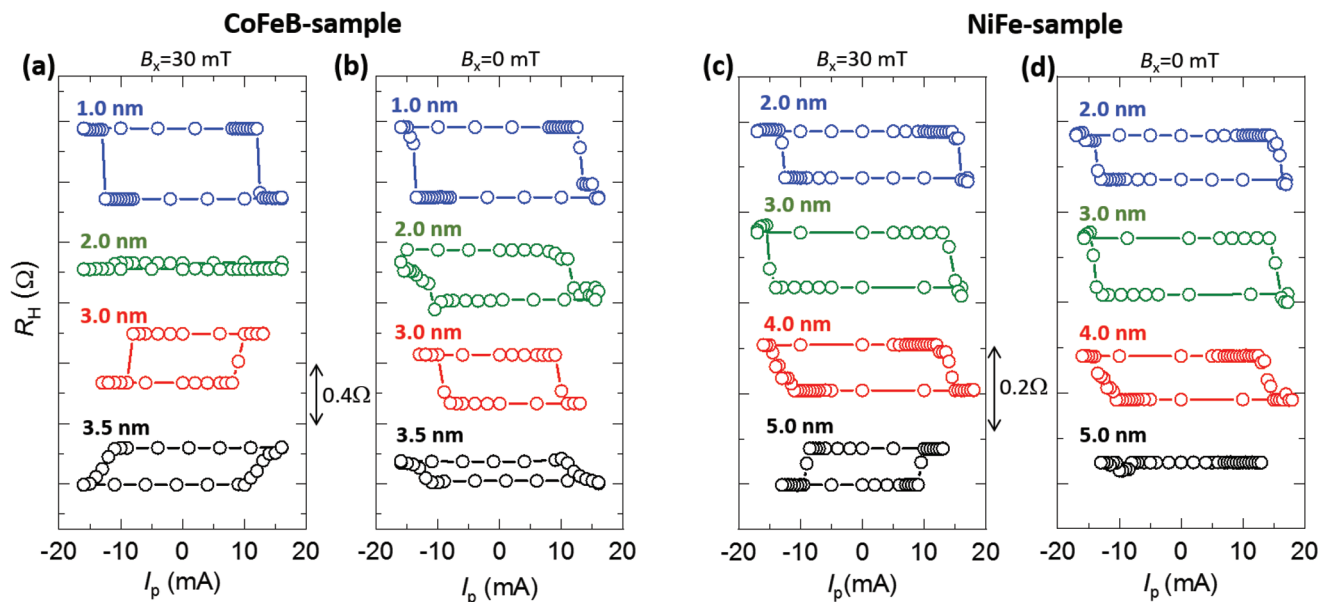 CoFeB-sample
NiFe-sample
(a)
Bx=30 mT
(b)
Bx=0 mT
(c)
Bx=30 mT
(d)
Bx=0 mT
1.0 nm
2.0 nm
3.0 nm
3.5 nm
1.0 nm
2.0 nm
3.0 nm
3.5 nm
2.0 nm
3.0 nm
4.0 nm
5.0 nm
2.0 nm
3.0 nm
4.0 nm
5.0 nm
RH (Ω)
0.4Ω
0.2Ω
-20 -10 0 10 20
-20 -10 0 10 20
-20 -10 0 10 20
-20 -10 0 10 20
Ip (mA)
Ip (mA)
Ip(mA)
Ip (mA)